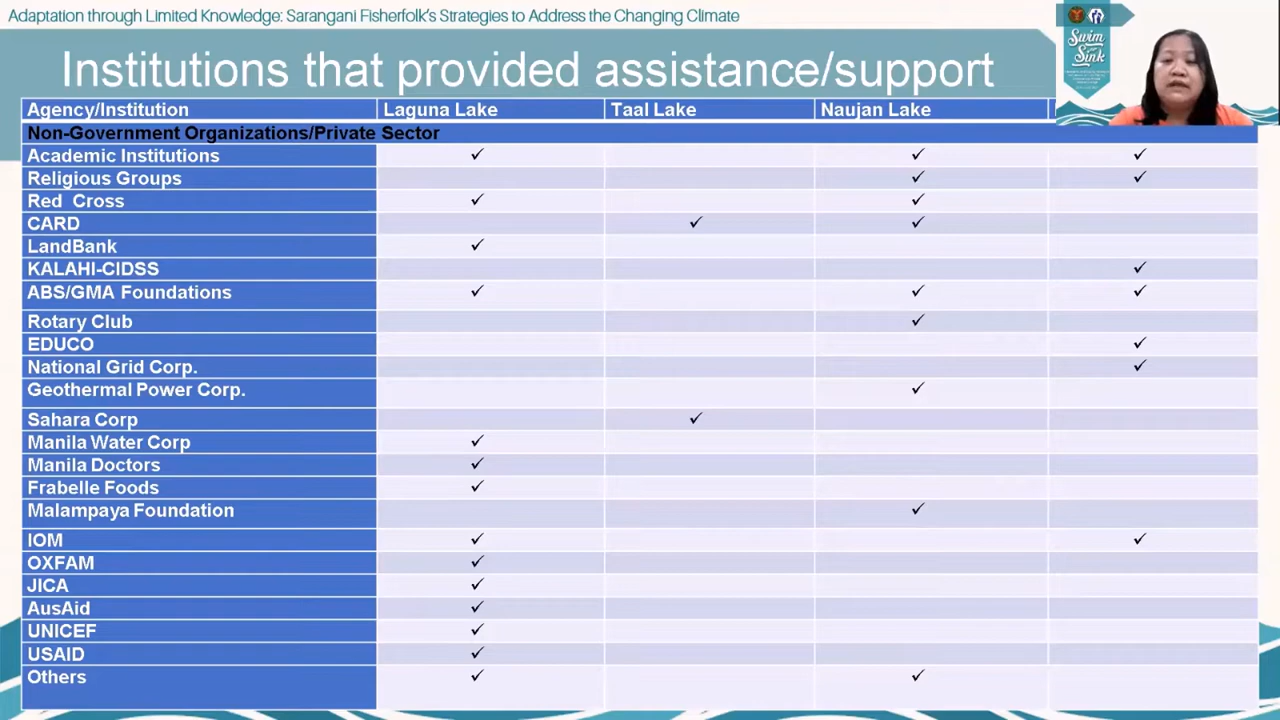 Adaptation through Limited Knowledge: Sarangani Fisherfolk's Strategies to Address the Changing Climate
Swim
Sink
Institutions that provided assistance/support
Agency/Institution Laguna Lake Taal Lake Naujan Lake
Non-Government Organizations/Private Sector
Academic Institutions ✓ ✓ ✓
Religious Groups ✓ ✓
Red Cross ✓ ✓
CARD ✓ ✓
LandBank ✓
KALAHI-CIDSS ✓
ABS/GMA Foundations ✓ ✓ ✓
Rotary Club ✓
EDUCO ✓
National Grid Corp. ✓
Geothermal Power Corp. ✓
Sahara Corp ✓
Manila Water Corp ✓
Manila Doctors ✓
Frabelle Foods ✓
Malampaya Foundation ✓
IOM ✓ ✓
OXFAM ✓
JICA ✓
AusAid ✓
UNICEF ✓
USAID ✓
Others ✓ ✓